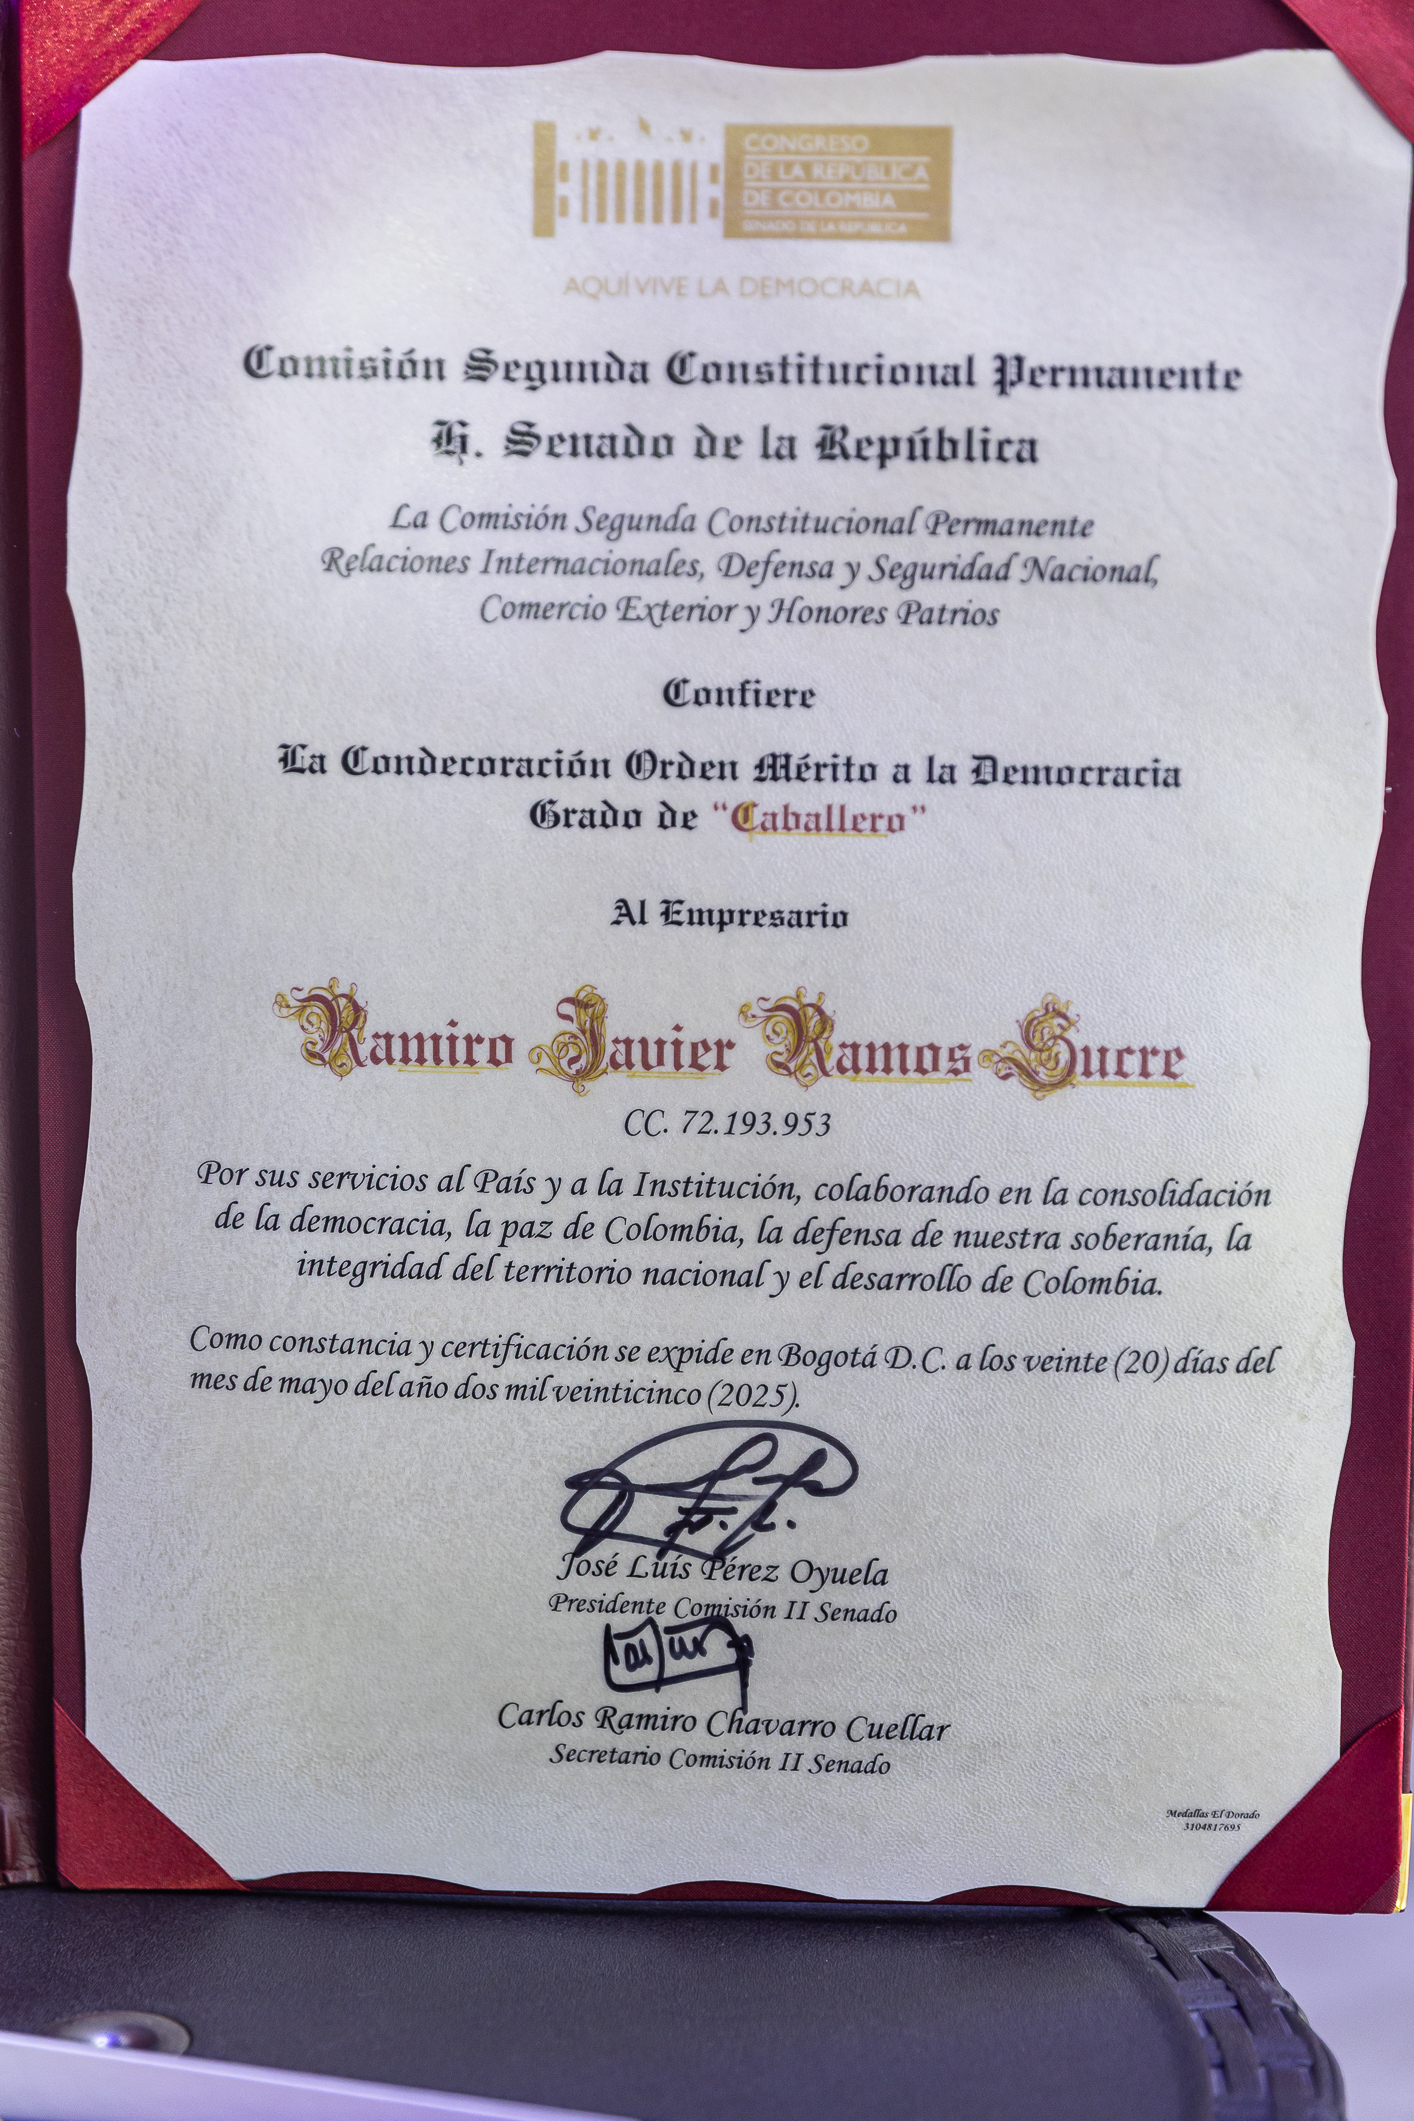 CONGRESO
DE LA REPÚBLICA
DE COLOMBIA
SENADO DE LA REPÚBLICA
AQUÍ VIVE LA DEMOCRACIA
Comisión Segunda Constitucional Permanente
H. Senado de la República
La Comisión Segunda Constitucional Permanente
Relaciones Internacionales, Defensa y Seguridad Nacional,
Comercio Exterior y Honores Patrios
Confiere
La Condecoración Orden Mérito a la Democracia
Grado de "Caballero"
Al Empresario
Ramiro Javier Ramos Sucre
CC. 72.193.953
Por sus servicios al País y a la Institución, colaborando en la consolidación
de la democracia, la paz de Colombia, la defensa de nuestra soberanía, la
integridad del territorio nacional y el desarrollo de Colombia.
Como constancia y certificación se expide en Bogotá D.C. a los veinte (20) días del
mes de mayo del año dos mil veinticinco (2025).
José Luís Pérez Oyuela
Presidente Comisión II Senado
Carlos Ramiro Chavarro Cuellar
Secretario Comisión II Senado
Medallas El Dorado
3104817695